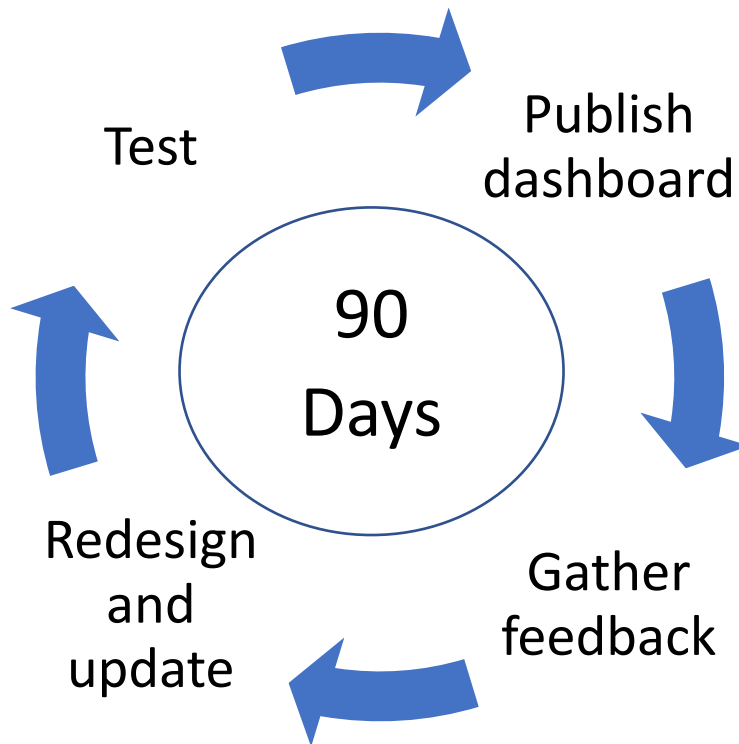 Test
Publish
dashboard
90
Days
Redesign
and
update
Gather
feedback